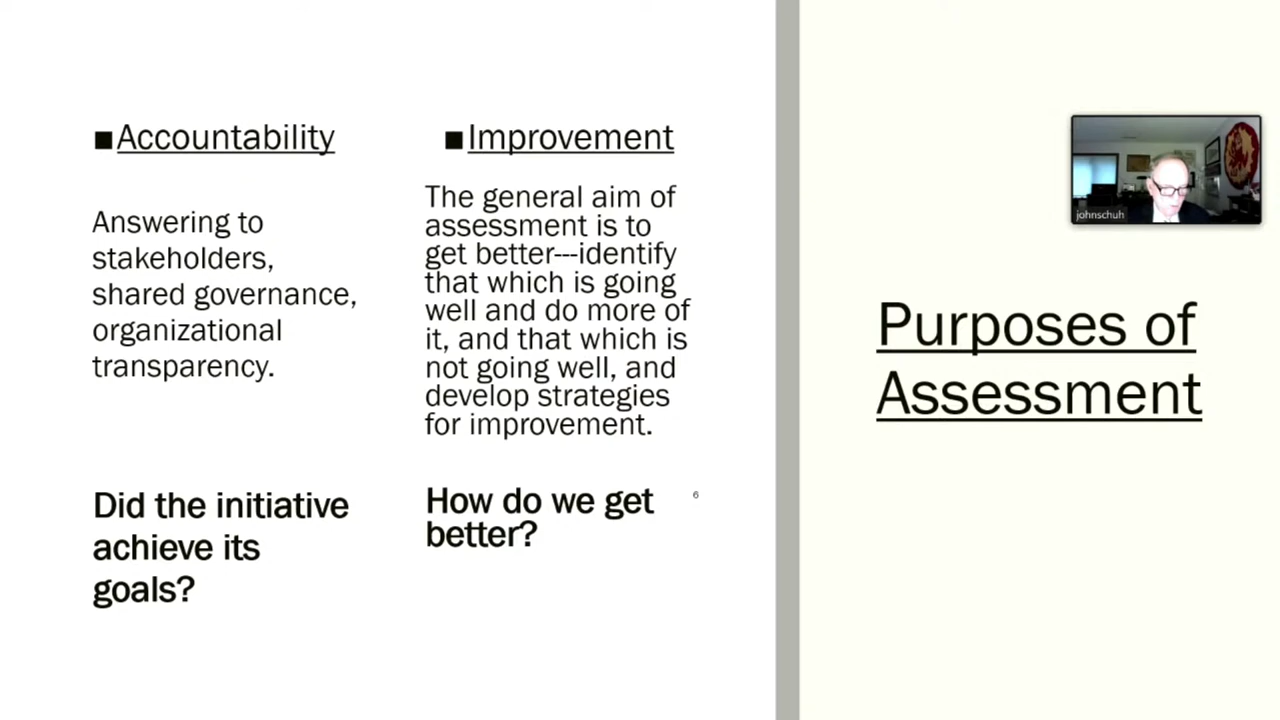 ■Accountability
Answering to
stakeholders,
shared governance,
organizational
transparency.
Did the initiative
achieve its
goals?
■Improvement
The general aim of
assessment is to
get better---identify
that which is going
well and do more of
it, and that which is
not going well, and
develop strategies
for improvement.
How do we get
better?
6
johnschuh
Purposes of
Assessment